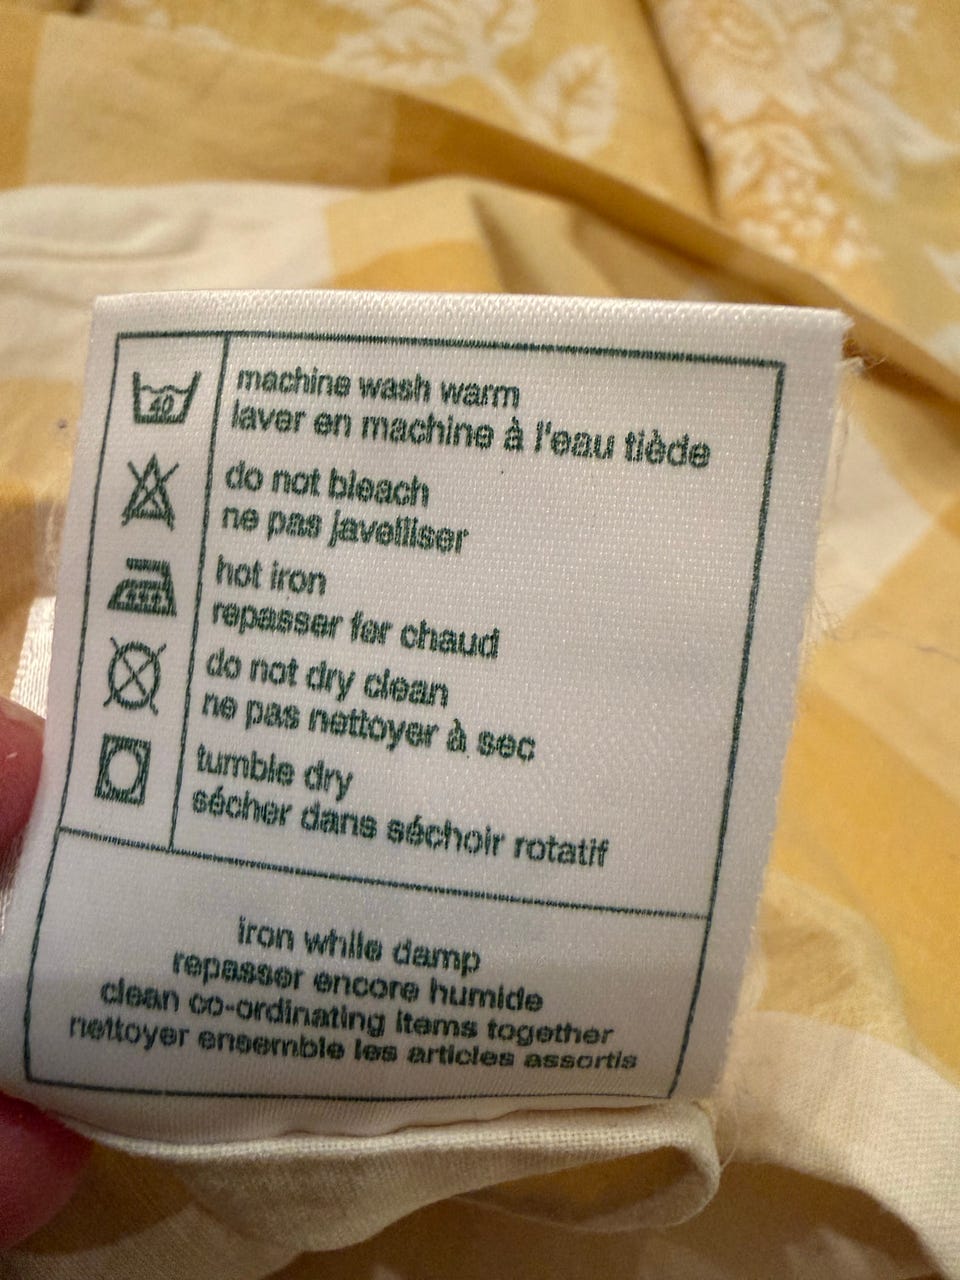 40
machine wash warm
laver en machine à l'eau tiède
do not bleach
ne pas javelliser
hot iron
repasser fer chaud
do not dry clean
ne pas nettoyer à sec
tumble dry
sécher dans séchoir rotatif
iron while damp
repasser encore humide
clean co-ordinating items together
nettoyer ensemble les articles assortis